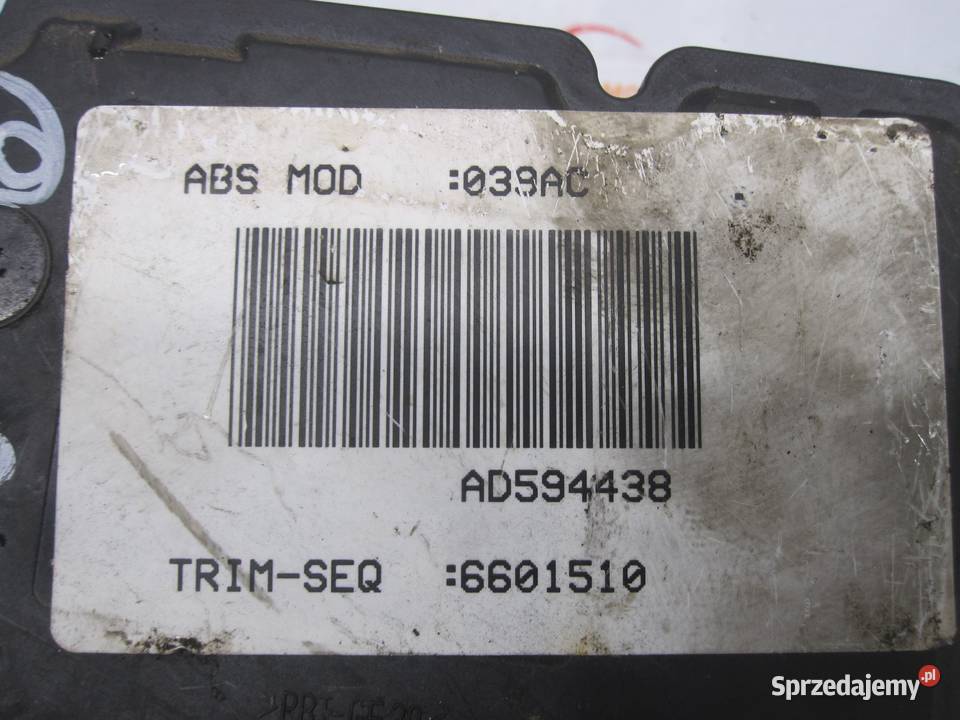 ABS MOD :039AC
AD594438
TRIM-SEQ :6601510
Sprzedajemy.pl